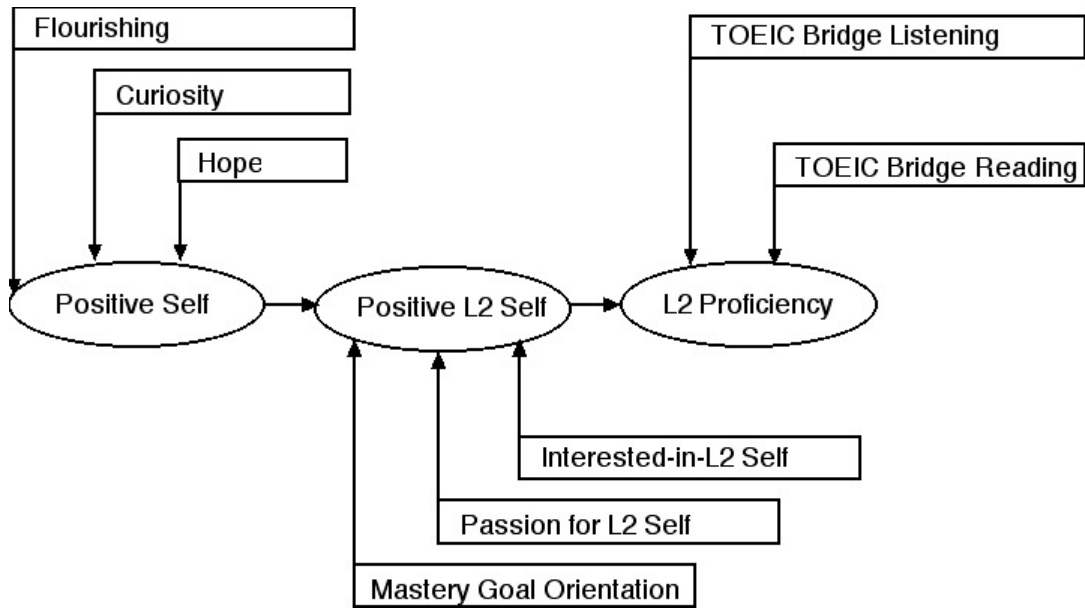 Flourishing
TOEIC Bridge Listening
Curiosity
Hope
TOEIC Bridge Reading
Positive Self
Positive L2 Self
L2 Proficiency
Interested-in-L2 Self
Passion for L2 Self
Mastery Goal Orientation